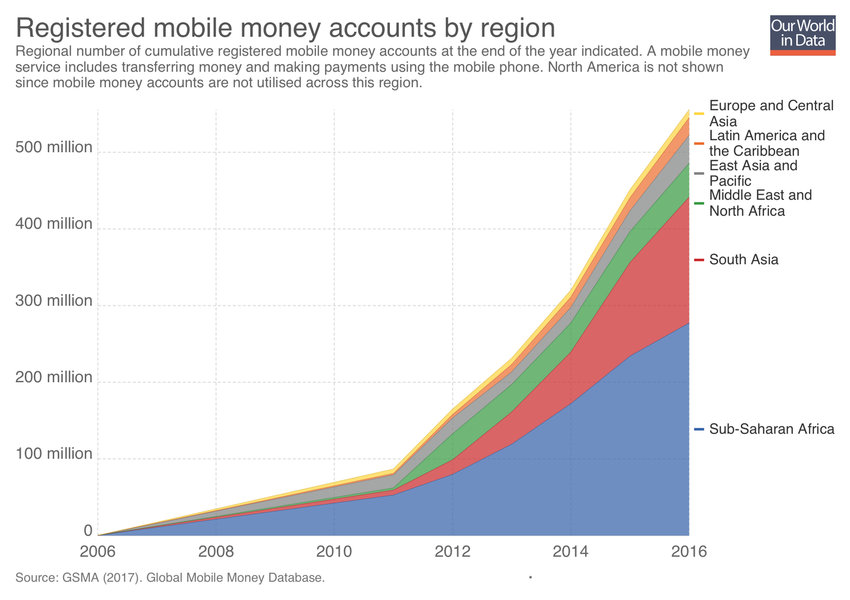 Registered mobile money accounts by region
Our World
in Data
Regional number of cumulative registered mobile money accounts at the end of the year indicated. A mobile money
service includes transferring money and making payments using the mobile phone. North America is not shown
since mobile money accounts are not utilised across this region.
500 million
400 million
300 million
200 million
100 million
0
2006
2008
2010
2012
2014
2016
Europe and Central
Asia
Latin America and
the Caribbean
East Asia and
Pacific
Middle East and
North Africa
South Asia
Sub-Saharan Africa
Source: GSMA (2017). Global Mobile Money Database.